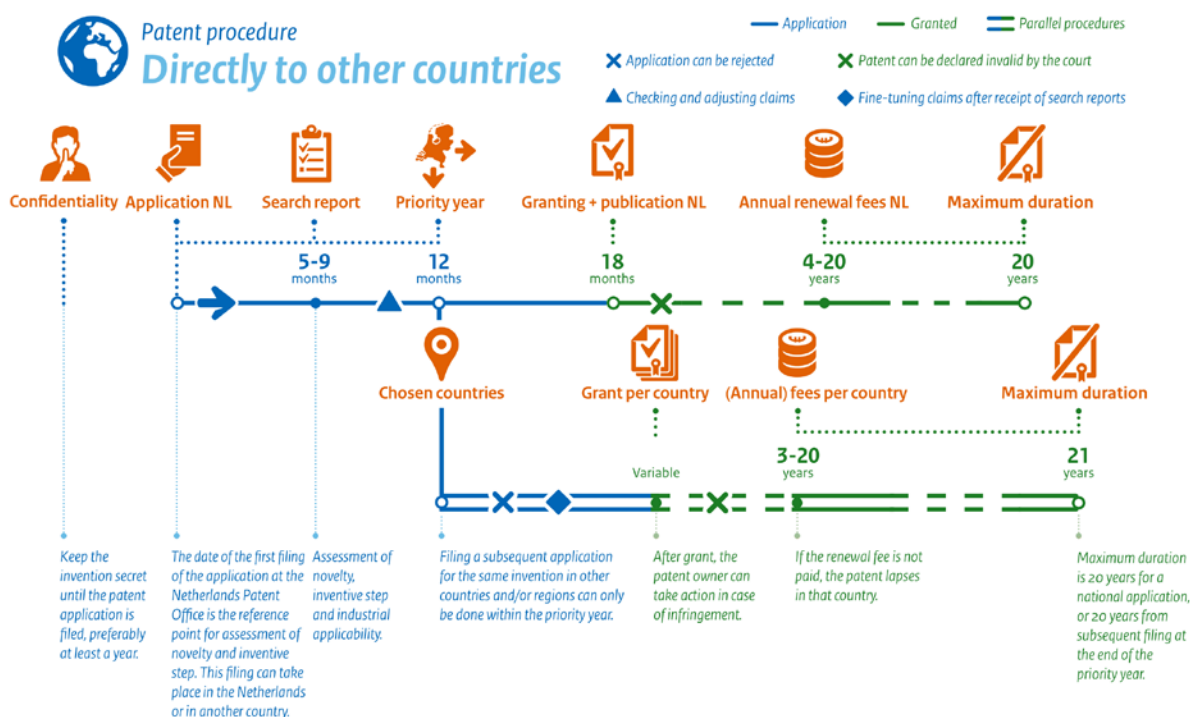 Patent procedure
Directly to other countries
Application
Granted
Parallel procedures
Application can be rejected
Patent can be declared invalid by the court
Checking and adjusting claims
Fine-tuning claims after receipt of search reports
Confidentiality
Application NL
Search report
Priority year
Granting + publication NL
Annual renewal fees NL
Maximum duration
5-9
months
12
months
18
months
4-20
years
20
years
Chosen countries
Grant per country
(Annual) fees per country
Maximum duration
Variable
3-20
years
21
years
Keep the
invention secret
until the patent
application is
filed, preferably
at least a year.
The date of the first filing
of the application at the
Netherlands Patent
Office is the reference
point for assessment of
novelty and inventive
step. This filing can take
place in the Netherlands
or in another country.
Assessment of
novelty,
inventive step
and industrial
applicability.
Filing a subsequent application
for the same invention in other
countries and/or regions can only
be done within the priority year.
After grant, the
patent owner can
take action in case
of infringement.
If the renewal fee is not
paid, the patent lapses
in that country.
Maximum duration
is 20 years for a
national application,
or 20 years from
subsequent filing at
the end of the
priority year.